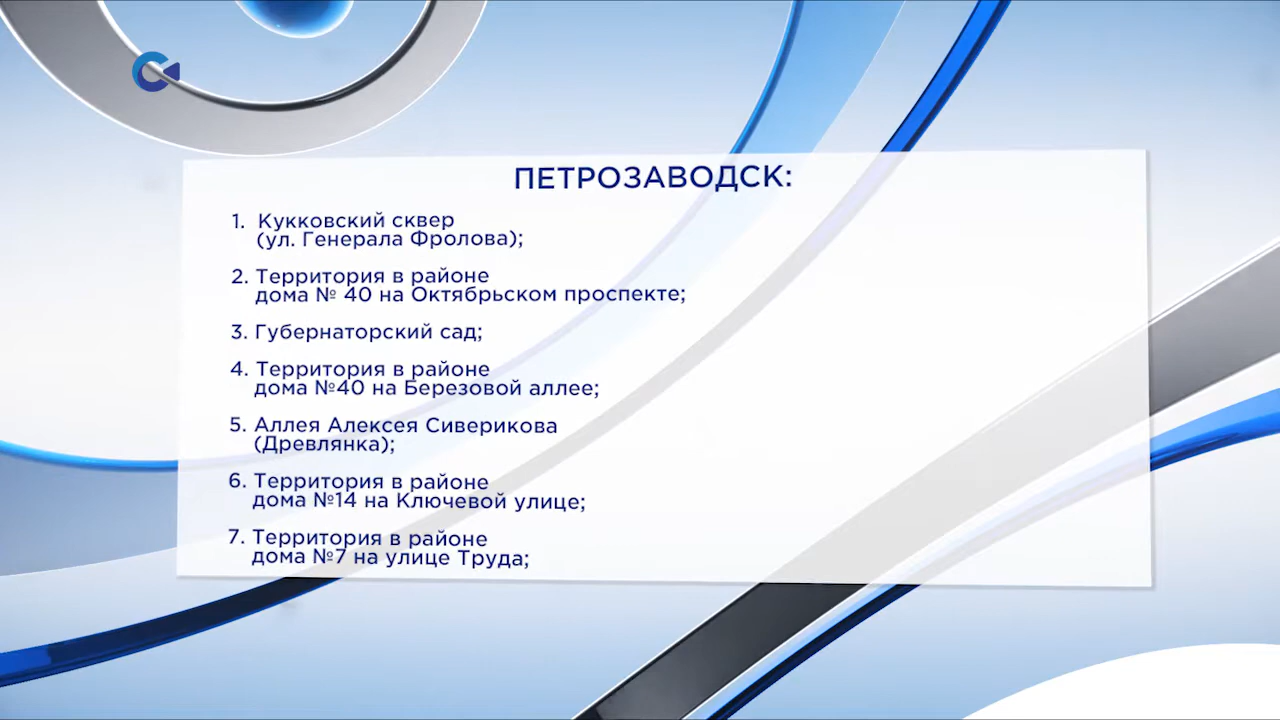 ПЕТРОЗАВОДСК:
1. Кукковский сквер
(ул. Генерала Фролова);
2. Территория в районе
дома № 40 на Октябрьском проспекте;
3. Губернаторский сад;
4. Территория в районе
дома №40 на Березовой аллее;
5. Аллея Алексея Сиверикова
(Древлянка);
6. Территория в районе
дома №14 на Ключевой улице;
7. Территория в районе
дома №7 на улице Труда;